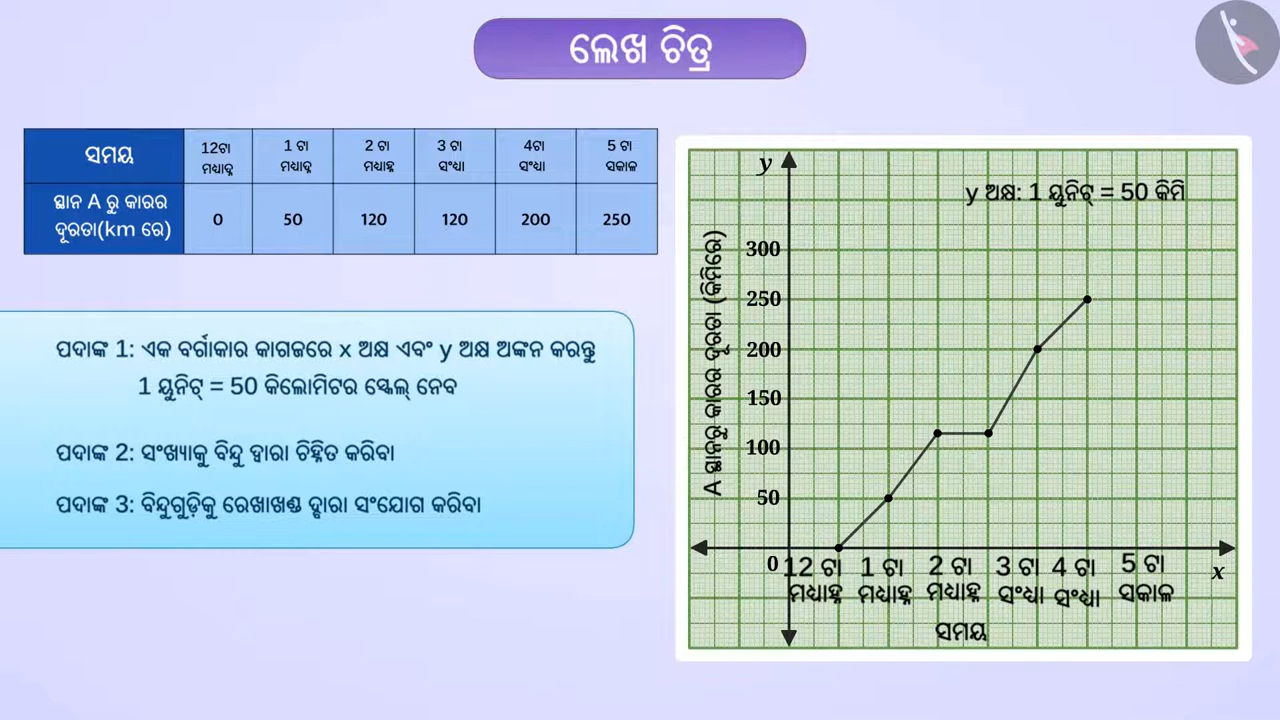 ଲେଖ ଚିତ୍ର
ସମୟ 12ଟା ମଧ୍ୟାହ୍ନ 1 ଟା ମଧ୍ୟାହ୍ନ 2 ଟା ମଧ୍ୟାହ୍ନ 3 ଟା ସଂଧ୍ୟା 4ଟା ସଂଧ୍ୟା 5 ଟା ସକାଳ
ସ୍ଥାନ A ରୁ କାରର ଦୂରତା(km ରେ) 0 50 120 120 200 250
ପଦାଙ୍କ 1: ଏକ ବର୍ଗାକାର କାଗଜରେ x ଅକ୍ଷ ଏବଂ y ଅକ୍ଷ ଅଙ୍କନ କରନ୍ତୁ
1 ୟୁନିଟ୍ = 50 କିଲୋମିଟର ସ୍କେଲ୍ ନେବ
ପଦାଙ୍କ 2: ସଂଖ୍ୟାକୁ ବିନ୍ଦୁ ଦ୍ୱାରା ଚିହ୍ନିତ କରିବା
ପଦାଙ୍କ 3: ବିନ୍ଦୁଗୁଡ଼ିକୁ ରେଖାଖଣ୍ଡ ଦ୍ୱାରା ସଂଯୋଗ କରିବା
y
y ଅକ୍ଷ: 1 ୟୁନିଟ୍ = 50 କିମି
A ସ୍ଥାନରୁ କାରର ଦୂରତା (କିମିରେ)
300
250
200
150
100
50
0
12 ଟା 1 ଟା 2 ଟା 3 ଟା 4 ଟା 5 ଟା
ମଧ୍ୟାହ୍ନ ମଧ୍ୟାହ୍ନ ମଧ୍ୟାହ୍ନ ସଂଧ୍ୟା ସଂଧ୍ୟା ସକାଳ
x
ସମୟ